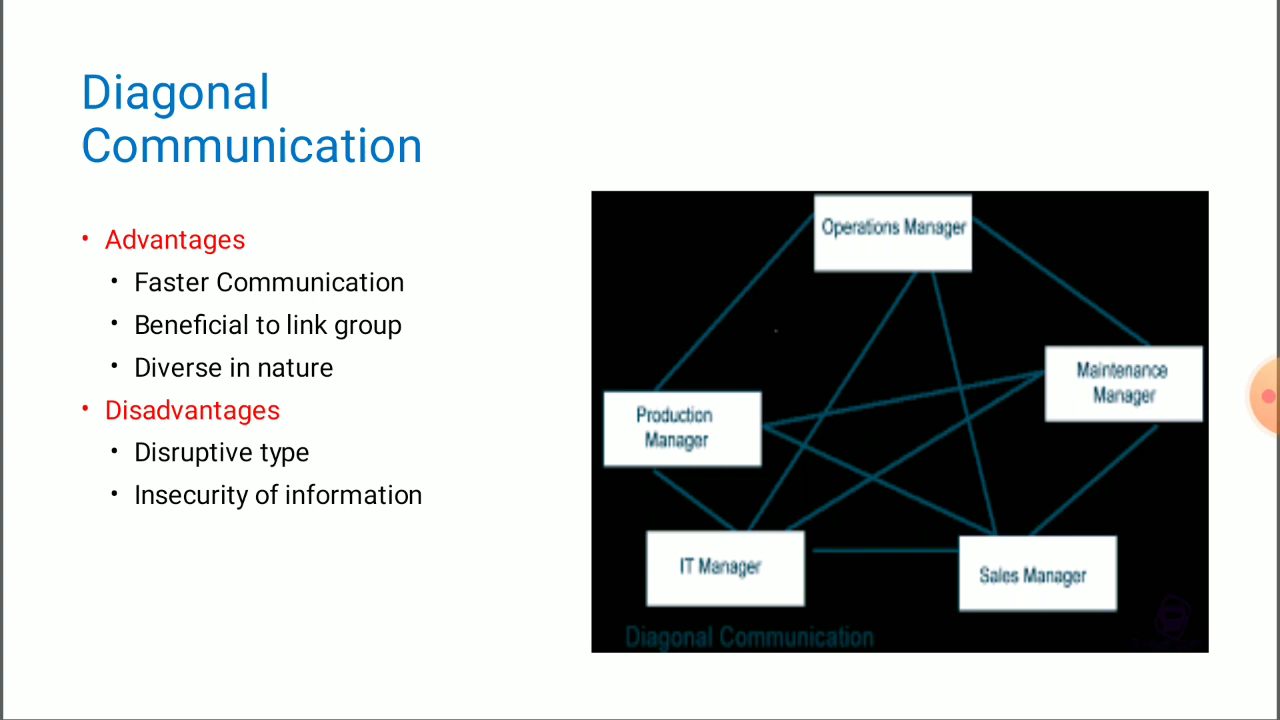 Diagonal
Communication
• Advantages
• Faster Communication
• Beneficial to link group
• Diverse in nature
• Disadvantages
• Disruptive type
• Insecurity of information
Operations Manager
Maintenance
Manager
Production
Manager
IT Manager
Sales Manager
Diagonal Communication